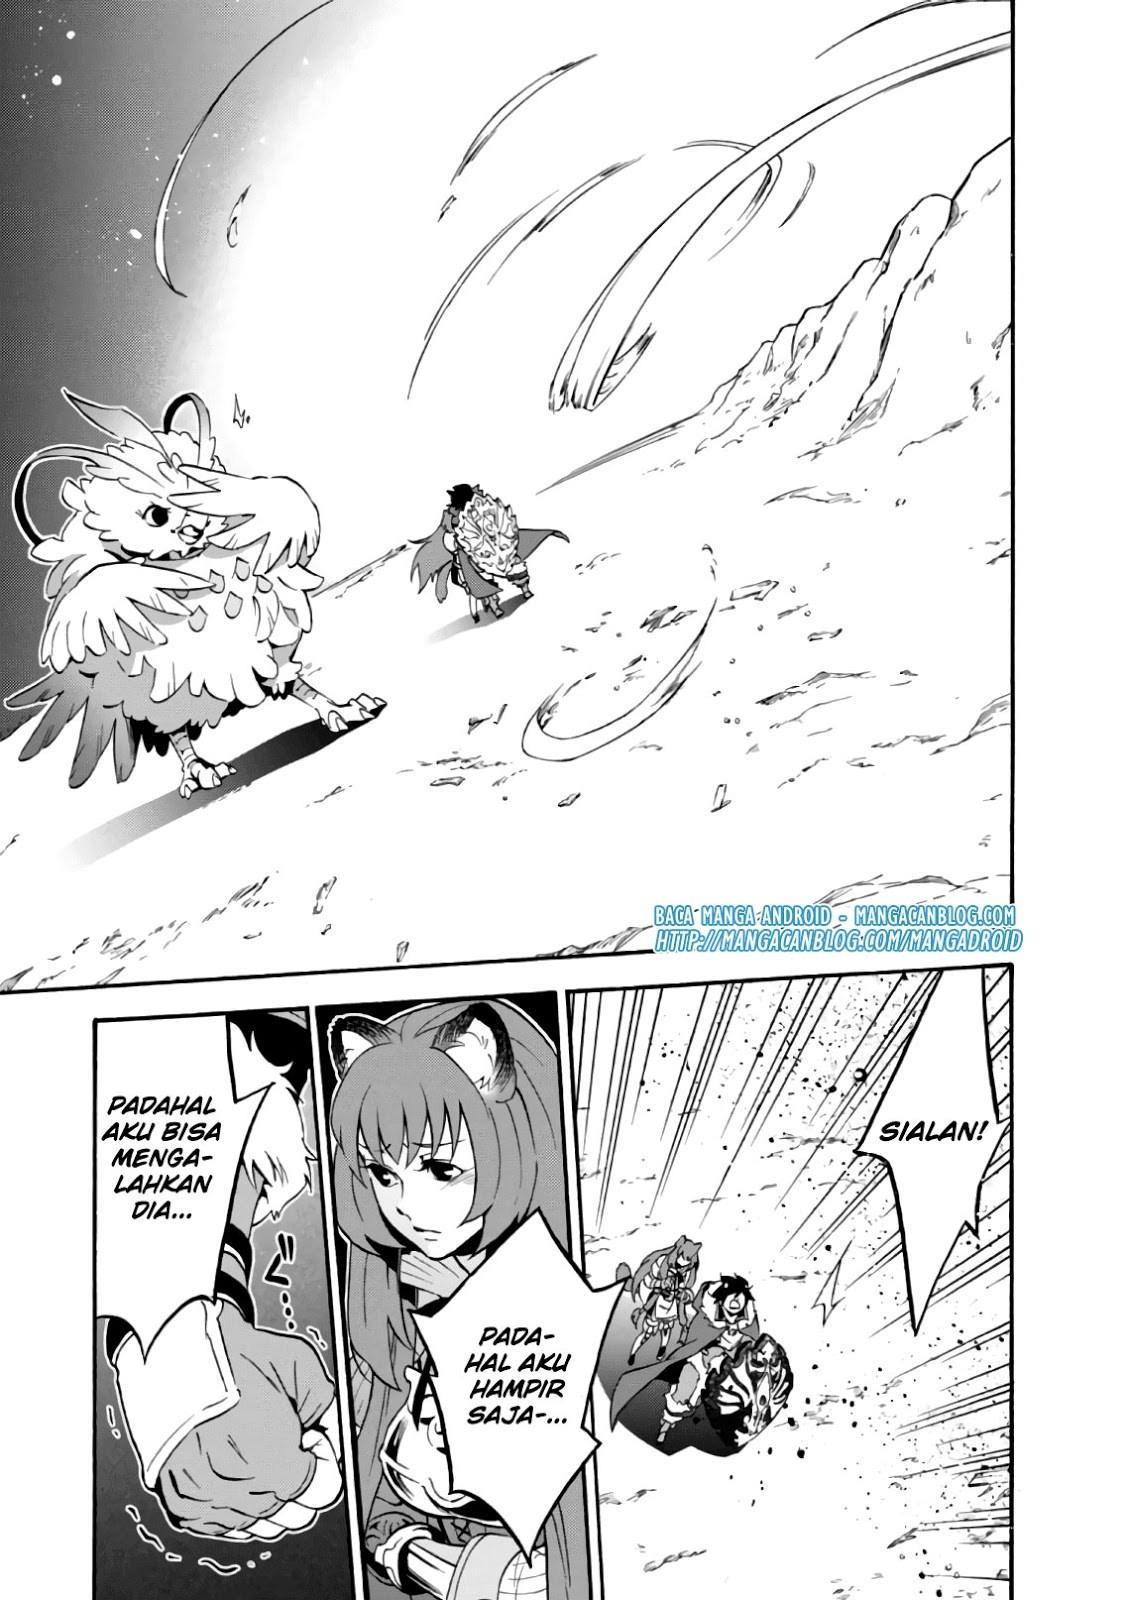 BACA MANGA ANDROID - MANGACANBLOG.COM
HTTP://MANGACANBLOG.COM/MANGADROID
SIALAN!
PADA-
HAL AKU
HAMPIR
SAJA-...
PADAHAL
AKU BISA
MENGA-
LAHKAN
DIA...